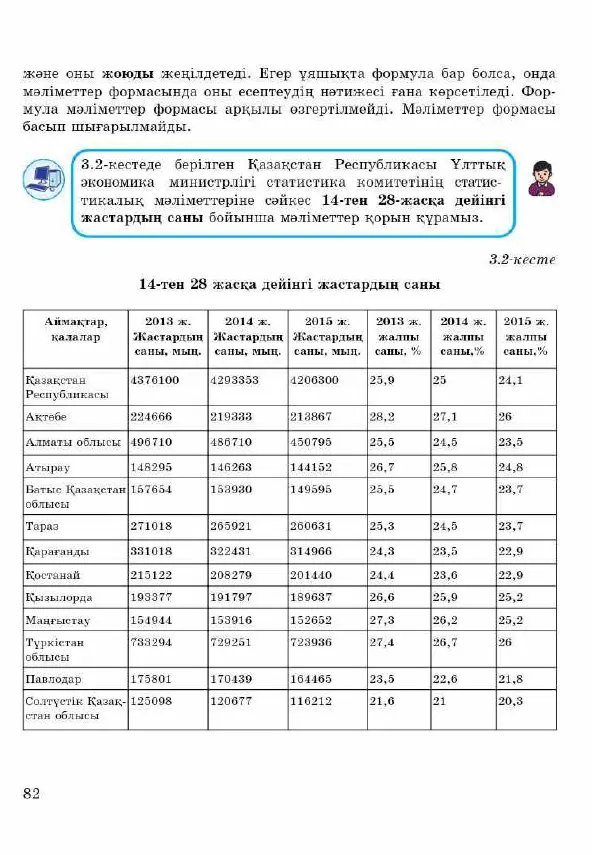 және оны жоюды жеңілдетеді. Егер ұяшықта формула бар болса, онда
мәліметтер формасында оны есептеудің нәтижесі ғана көрсетіледі. Фор-
мула мәліметтер формасы арқылы өзгертілмейді. Мәліметтер формасы
басып шығарылмайды.
3.2-кестеде берілген Қазақстан Республикасы Ұлттық
экономика министрлігі статистика комитетінің статис-
тикалық мәліметтеріне сәйкес 14-тен 28-жасқа дейінгі
жастардың саны бойынша мәліметтер қорын құрамыз.
3.2-кесте
14-тен 28 жасқа дейінгі жастардың саны
Аймақтар, 2013 ж. 2014 ж. 2015 ж. 2013 ж. 2014 ж. 2015 ж.
қалалар Жастардың Жастардың Жастардың жалпы жалпы жалпы
саны, мың. саны, мың. саны, мың. саны, % саны,% саны,%
Қазақстан 4376100 4293353 4206300 25,9 25 24,1
Республикасы
Ақтөбе 224666 219333 213867 28,2 27,1 26
Алматы облысы 496710 486710 450795 25,5 24,5 23,5
Атырау 148295 146263 144152 26,7 25,8 24,8
Батыс Қазақстан 157654 153930 149595 25,5 24,7 23,7
облысы
Тараз 271018 265921 260631 25,3 24,5 23,7
Қарағанды 331018 322431 314966 24,3 23,5 22,9
Қостанай 215122 208279 201440 24,4 23,6 22,9
Қызылорда 193377 191797 189637 26,6 25,9 25,2
Маңғыстау 154944 153916 152652 27,3 26,2 25,2
Түркістан 733294 729251 723936 27,4 26,7 26
облысы
Павлодар 175801 170439 164465 23,5 22,6 21,8
Солтүстік Қазақ- 125098 120677 116212 21,6 21 20,3
стан облысы
82